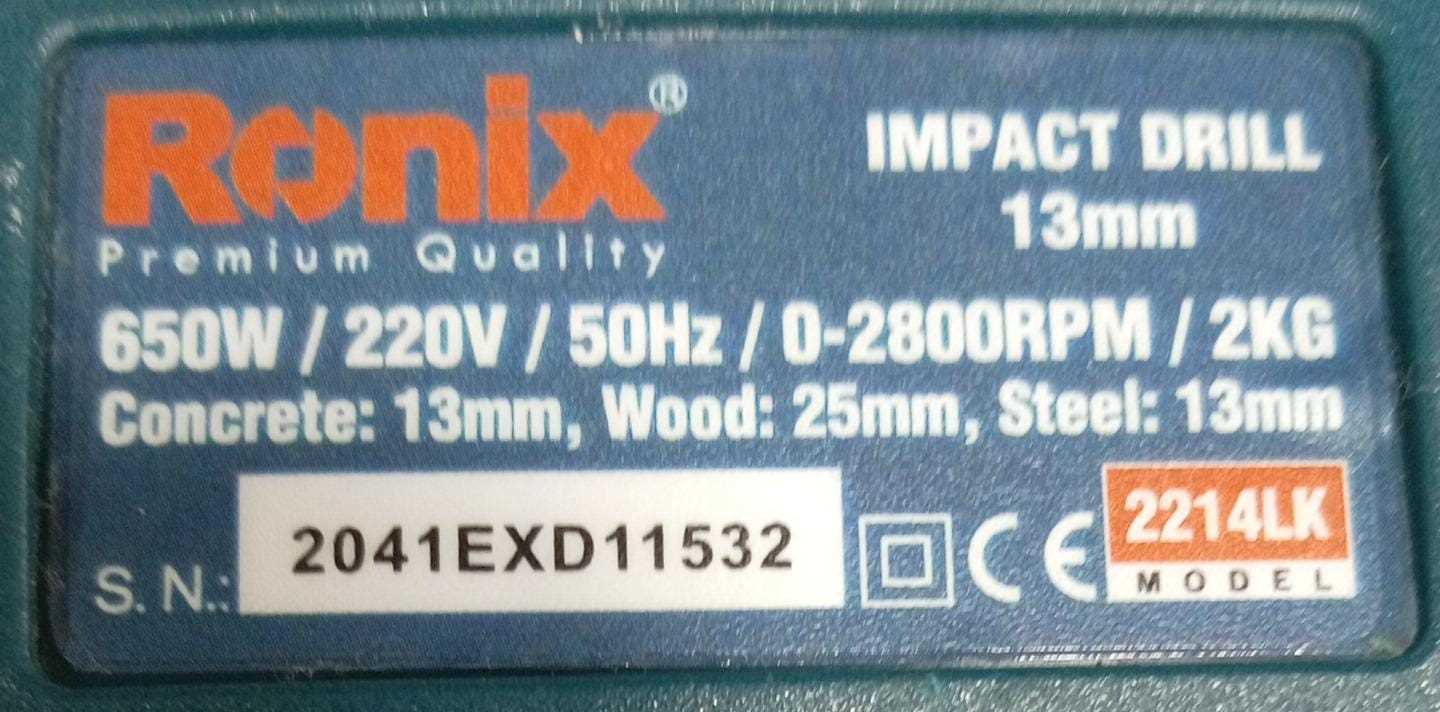 Ronix®
Premium Quality
IMPACT DRILL
13mm
650W / 220V / 50Hz / 0-2800RPM / 2KG
Concrete: 13mm, Wood: 25mm, Steel: 13mm
S. N.: 2041EXD11532
CE
2214LK
MODEL